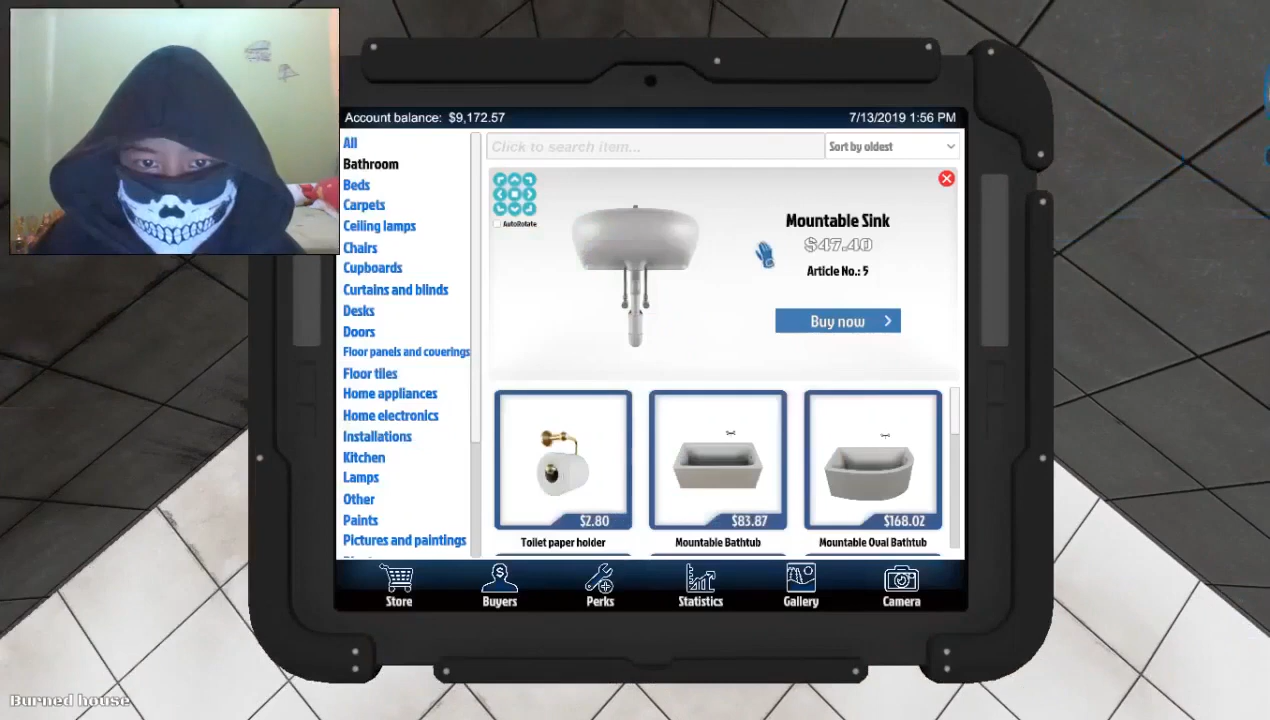 Account balance: $9,172.57
7/13/2019 1:56 PM
All
Bathroom
Beds
Carpets
Ceiling lamps
Chairs
Cupboards
Curtains and blinds
Desks
Doors
Floor panels and coverings
Floor tiles
Home appliances
Home electronics
Installations
Kitchen
Lamps
Other
Paints
Pictures and paintings
Click to search item...
Sort by oldest
AutoRotate
Mountable Sink
$47.40
Article No.: 5
Buy now
$2.80
$83.87
$168.02
Toilet paper holder
Mountable Bathtub
Mountable Oval Bathtub
Store
Buyers
Perks
Statistics
Gallery
Camera
Burned house